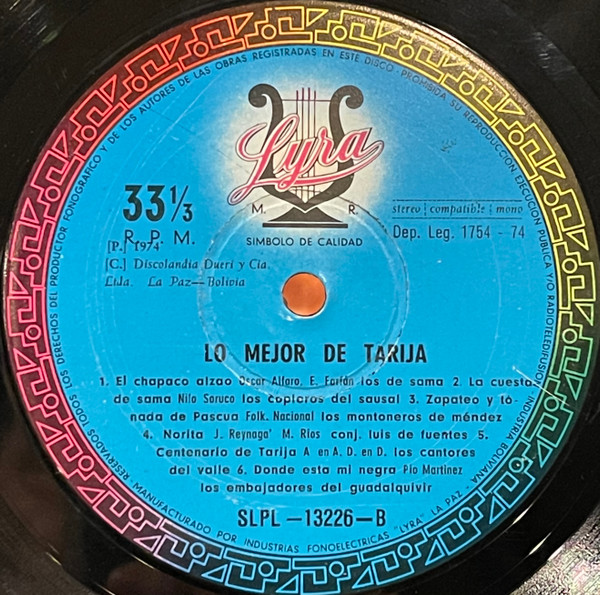 RESERVADOS TODOS LOS DERECHOS DEL PRODUCTOR FONOGRAFICO Y DE LOS AUTORES DE LAS OBRAS REGISTRADAS EN ESTE DISCO - PROHIBIDA SU REPRODUCCION EJECUCION PUBLICA Y/O RADIOTELEDIFUSION
Lyra
M. R.
SIMBOLO DE CALIDAD
33 1/3
R. P. M.
[P.] 1974
[C.] Discolandia Dueri y Cia.
Ltda. La Paz—Bolivia
stereo compatible mono
Dep. Leg. 1754 - 74
LO MEJOR DE TARIJA
1. El chapaco alzao Oscar Alfaro, E. Farfán los de sama 2. La cuesta
de sama Nilo Soruco los copleros del sausal 3. Zapateo y to-
nada de Pascua Folk. Nacional los montoneros de méndez
4. Norita J. Reynaga M. Rios conj. luis de fuentes 5.
Centenario de Tarija A en A. D. en D. los cantores
del valle 6. Donde esta mi negra Pío Martinez
los embajadores del guadalquivir
SLPL —13226—B
MANUFACTURADO POR INDUSTRIAS FONOELECTRICAS "LYRA" LA PAZ - INDUSTRIA BOLIVIANA